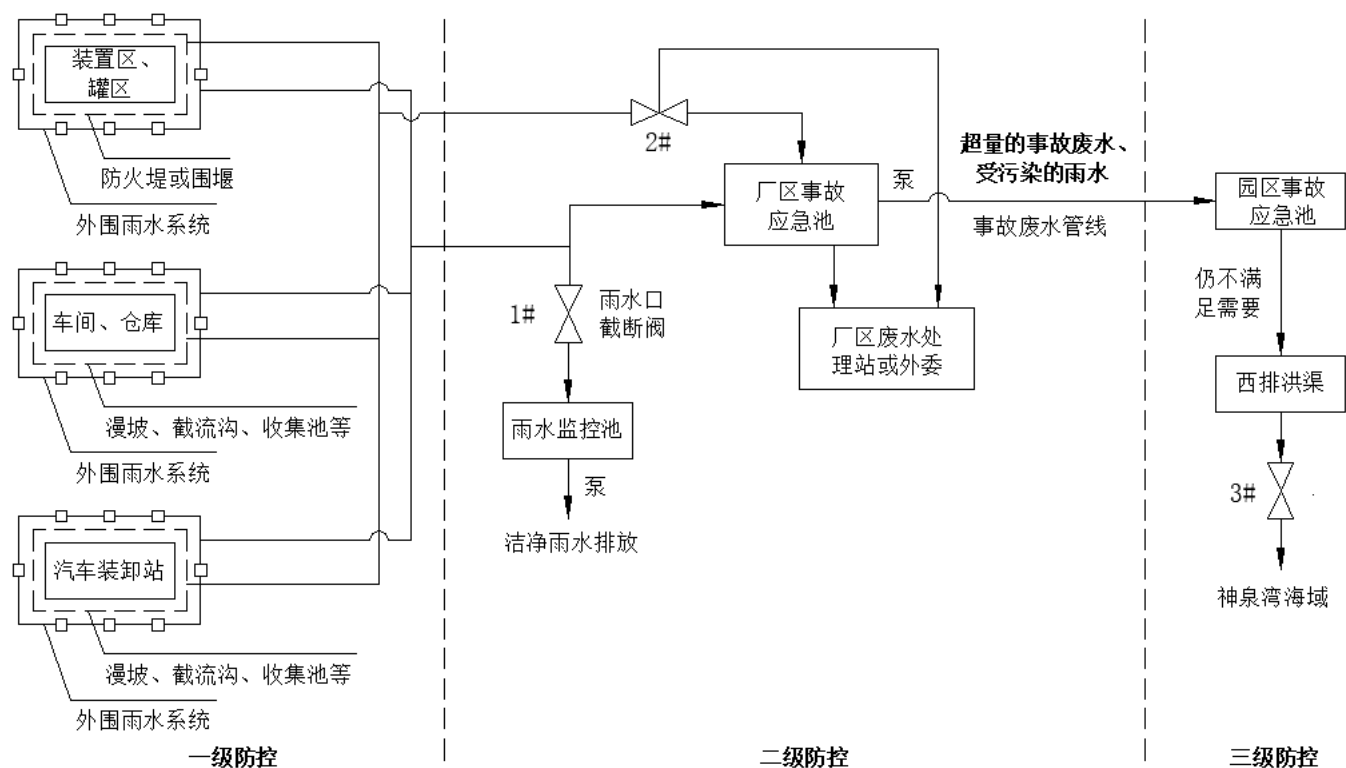 装置区、
罐区
防火堤或围堰
外围雨水系统
车间、仓库
漫坡、截流沟、收集池等
外围雨水系统
汽车装卸站
漫坡、截流沟、收集池等
外围雨水系统
一级防控
2#
厂区事故
应急池
泵
超量的事故废水、
受污染的雨水
事故废水管线
1#
雨水口
截断阀
厂区废水处
理站或外委
雨水监控池
泵
洁净雨水排放
二级防控
园区事故
应急池
仍不满
足需要
西排洪渠
3#
神泉湾海域
三级防控